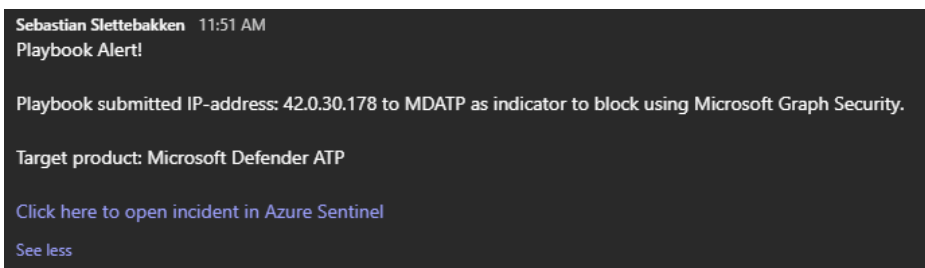 Sebastian Slettebakken 11:51 AM
Playbook Alert!
Playbook submitted IP-address: 42.0.30.178 to MDATP as indicator to block using Microsoft Graph Security.
Target product: Microsoft Defender ATP
Click here to open incident in Azure Sentinel
See less